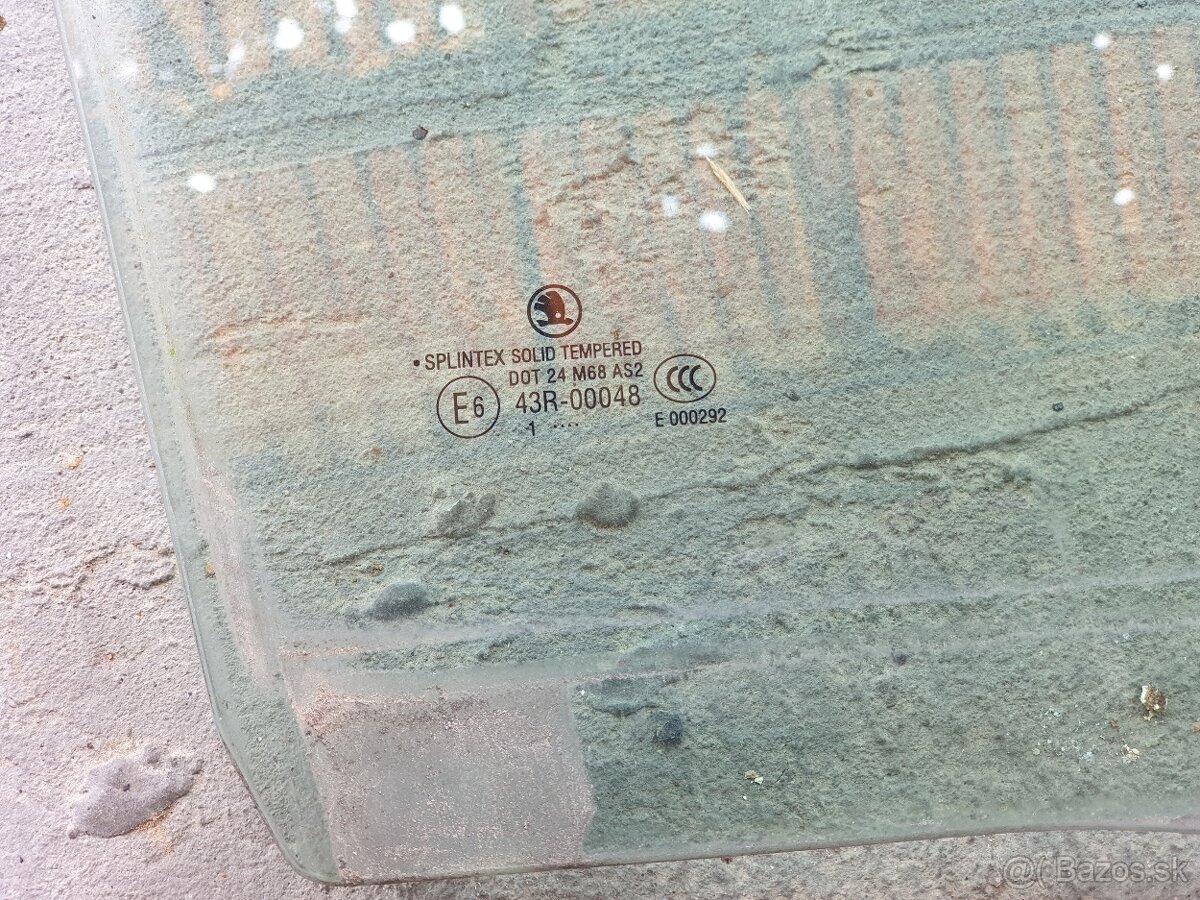 • SPLINTEX SOLID TEMPERED
DOT 24 M68 AS2
E6 43R-00048 CCC
1 ···· E 000292
@( Bazos.sk